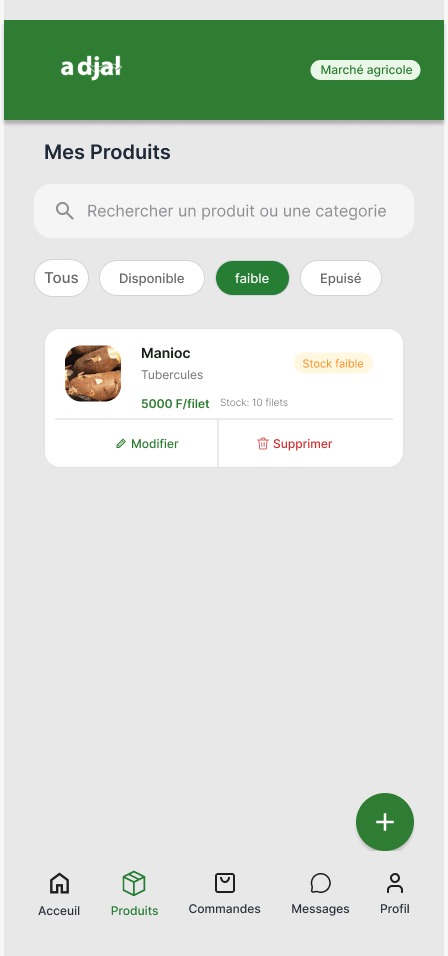 adjal
Marché agricole
Mes Produits
Rechercher un produit ou une categorie
Tous
Disponible
faible
Epuisé
Manioc
Stock faible
Tubercules
5000 F/filet Stock: 10 filets
Modifier
Supprimer
Acceuil
Produits
Commandes
Messages
Profil